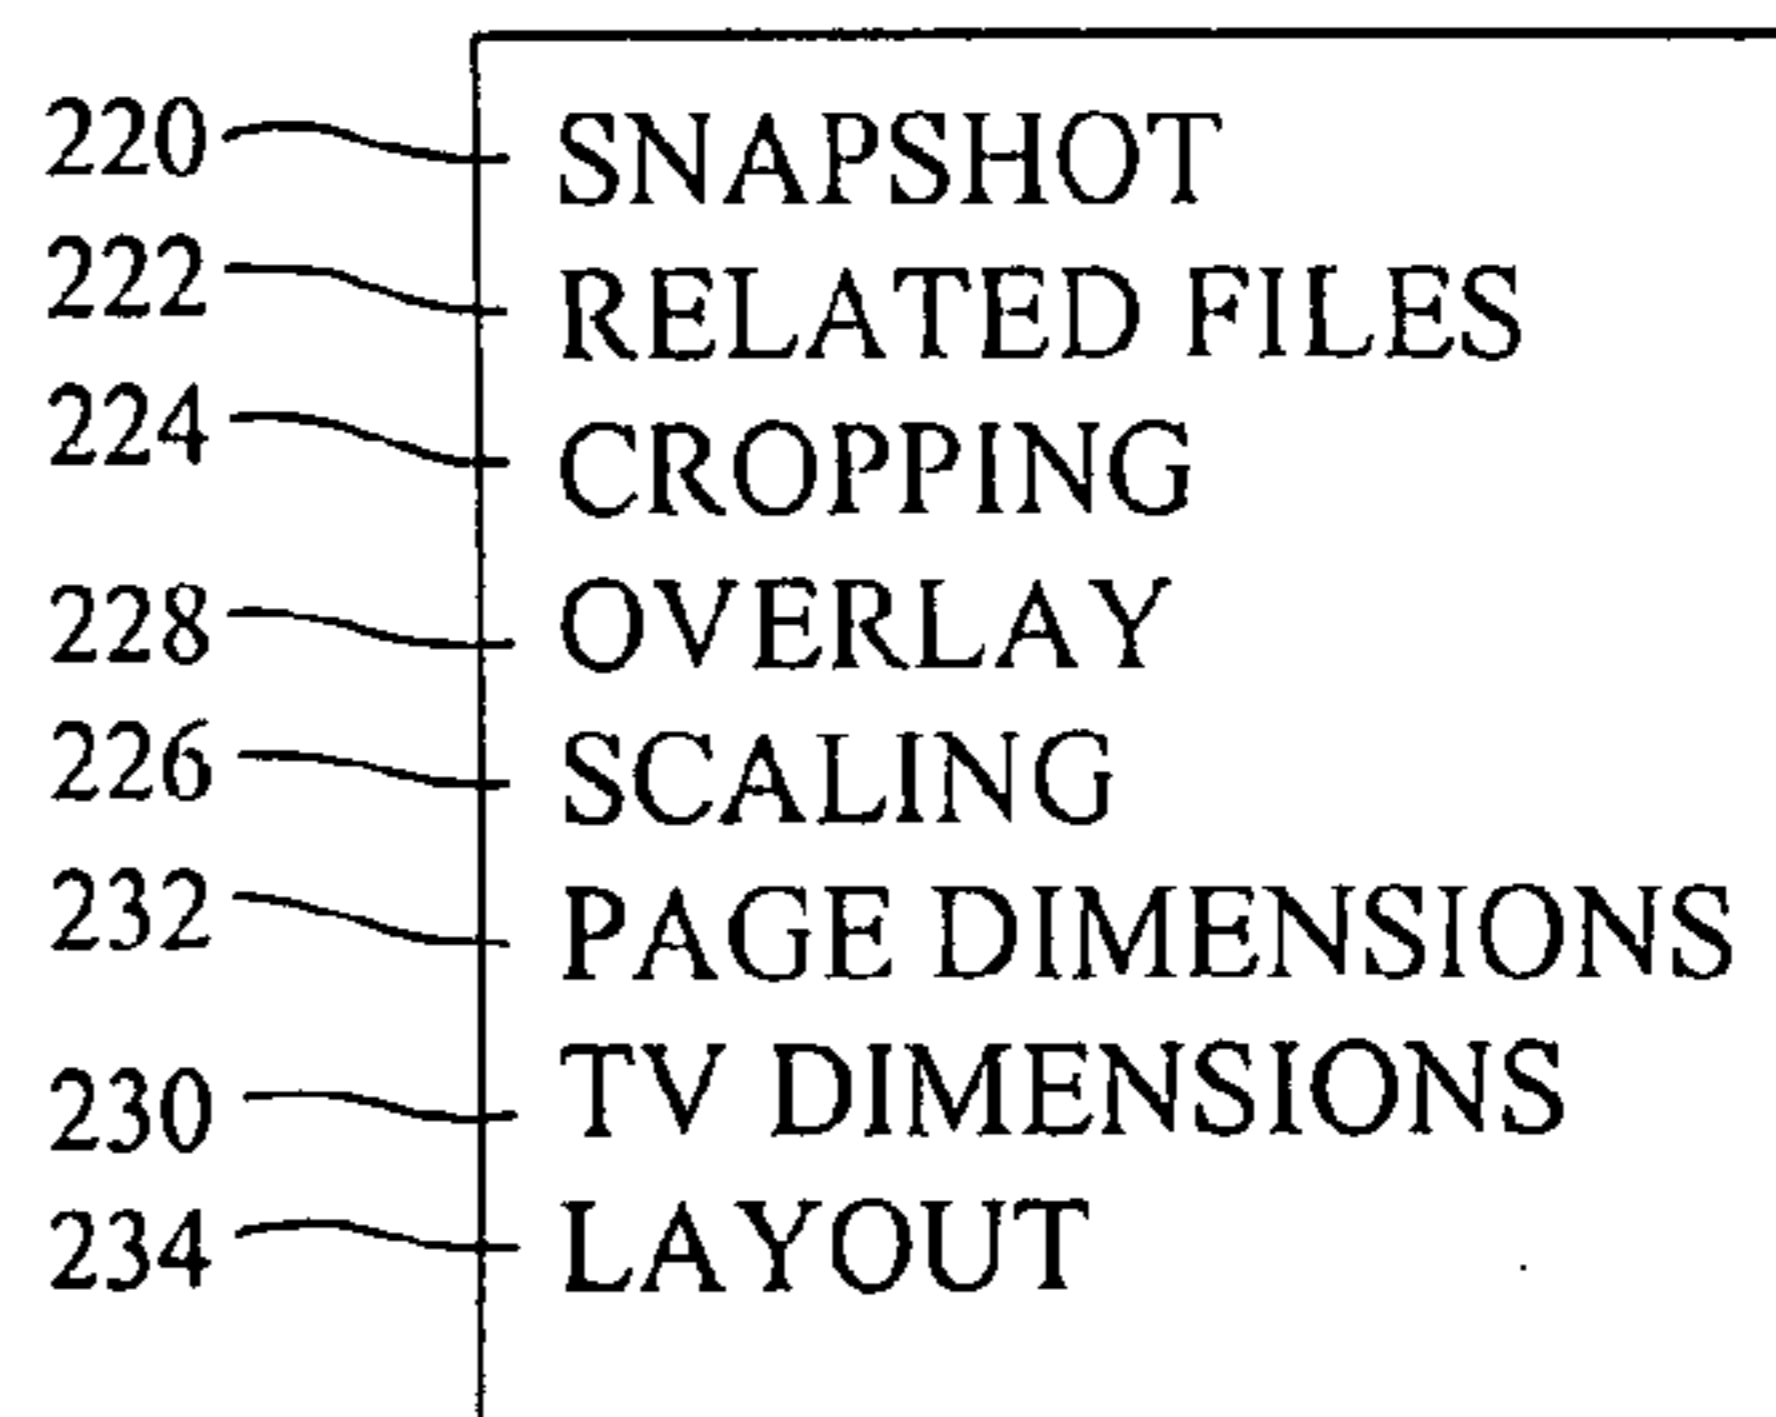 220 SNAPSHOT
222 RELATED FILES
224 CROPPING
228 OVERLAY
226 SCALING
232 PAGE DIMENSIONS
230 TV DIMENSIONS
234 LAYOUT